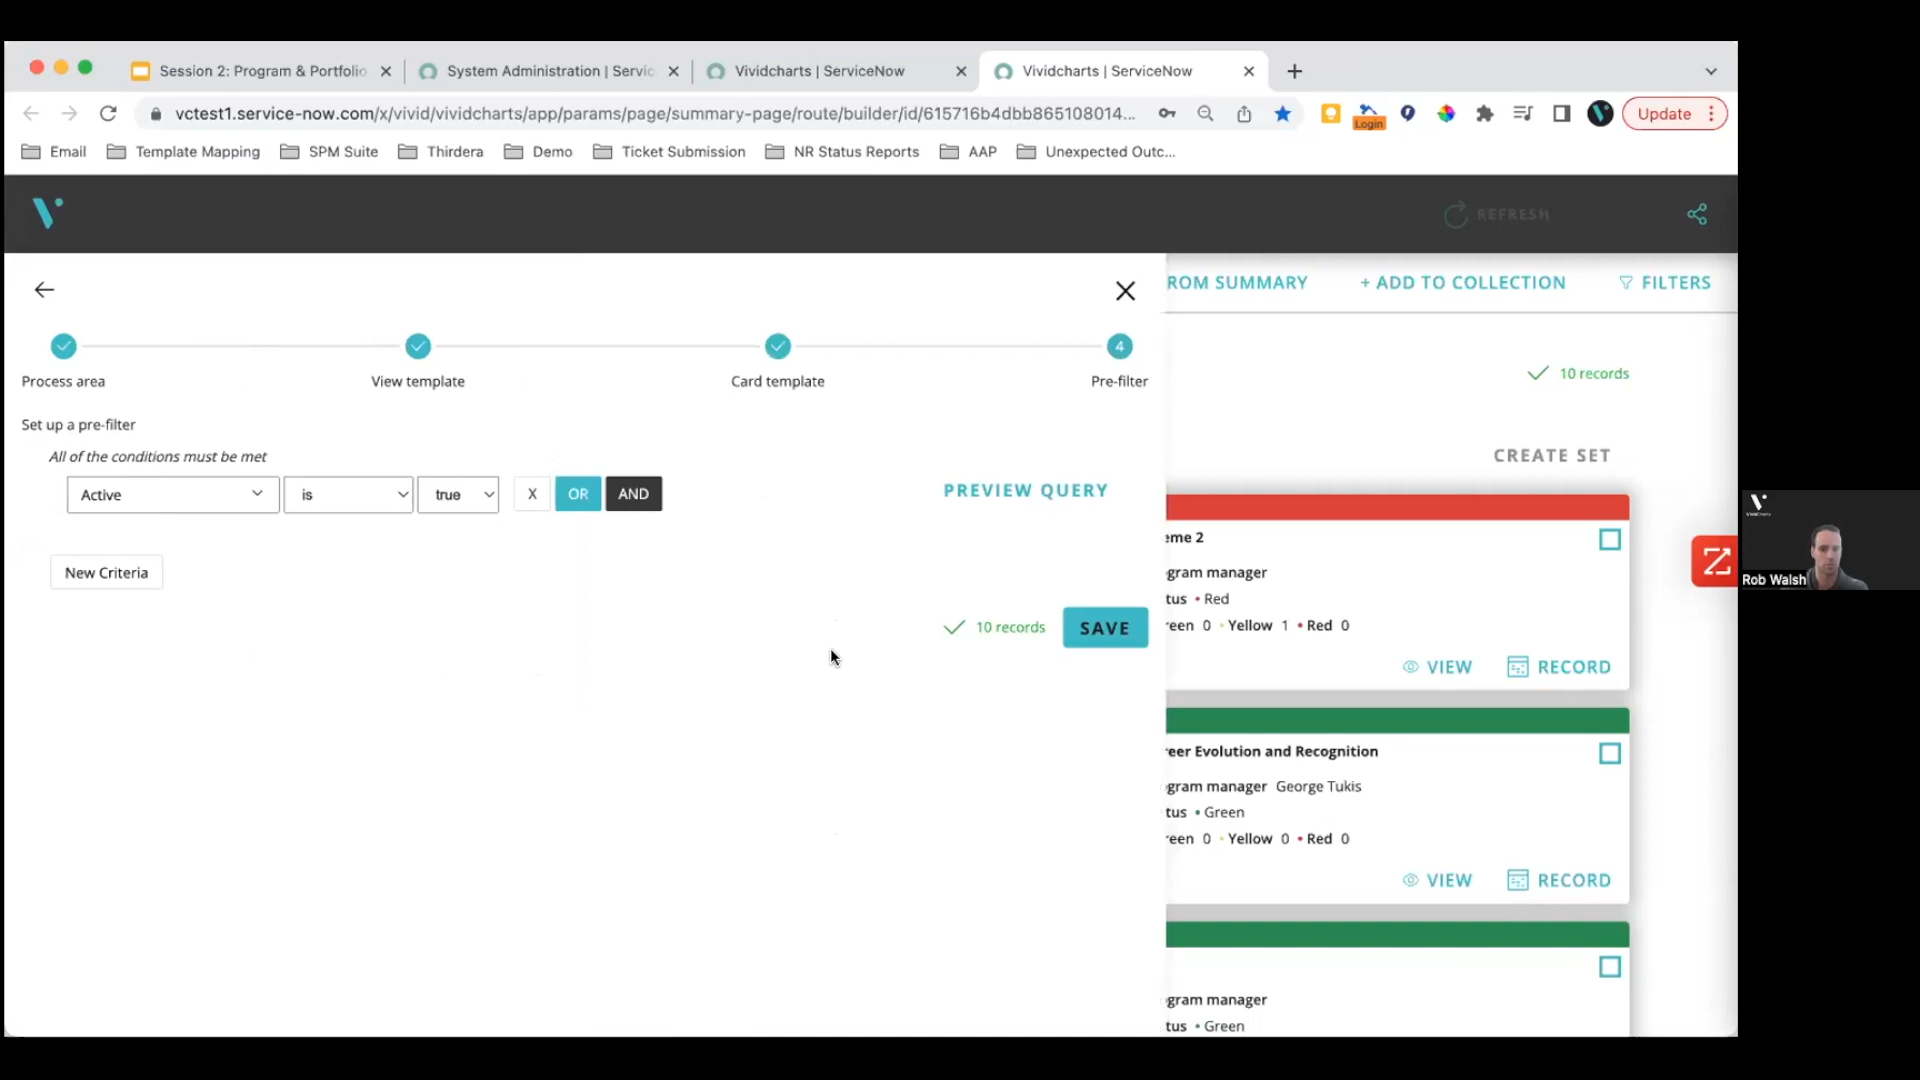 Session 2: Program & Portfolio
System Administration | Servic
Vividcharts | ServiceNow
Vividcharts | ServiceNow
vctest1.service-now.com/x/vivid/vividcharts/app/params/page/summary-page/route/builder/id/615716b4dbb865108014...
Login
Update
Email
Template Mapping
SPM Suite
Thirdera
Demo
Ticket Submission
NR Status Reports
AAP
Unexpected Outc...
REFRESH
ROM SUMMARY
+ ADD TO COLLECTION
FILTERS
4
Process area
View template
Card template
Pre-filter
10 records
Set up a pre-filter
All of the conditions must be met
Active
is
true
X
OR
AND
PREVIEW QUERY
New Criteria
10 records
SAVE
CREATE SET
eme 2
gram manager
tus • Red
reen 0 • Yellow 1 • Red 0
VIEW
RECORD
reer Evolution and Recognition
gram manager George Tukis
tus • Green
reen 0 • Yellow 0 • Red 0
VIEW
RECORD
gram manager
tus • Green
Rob Walsh